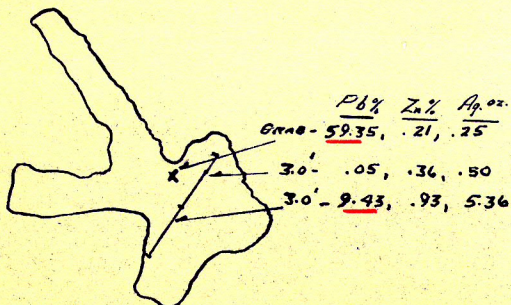 Pb% Zn% Ag. oz.
GRAB - 59.35, .21, .25
X
3.0' - .05, .36, .50
3.0' - 9.43, .93, 5.36